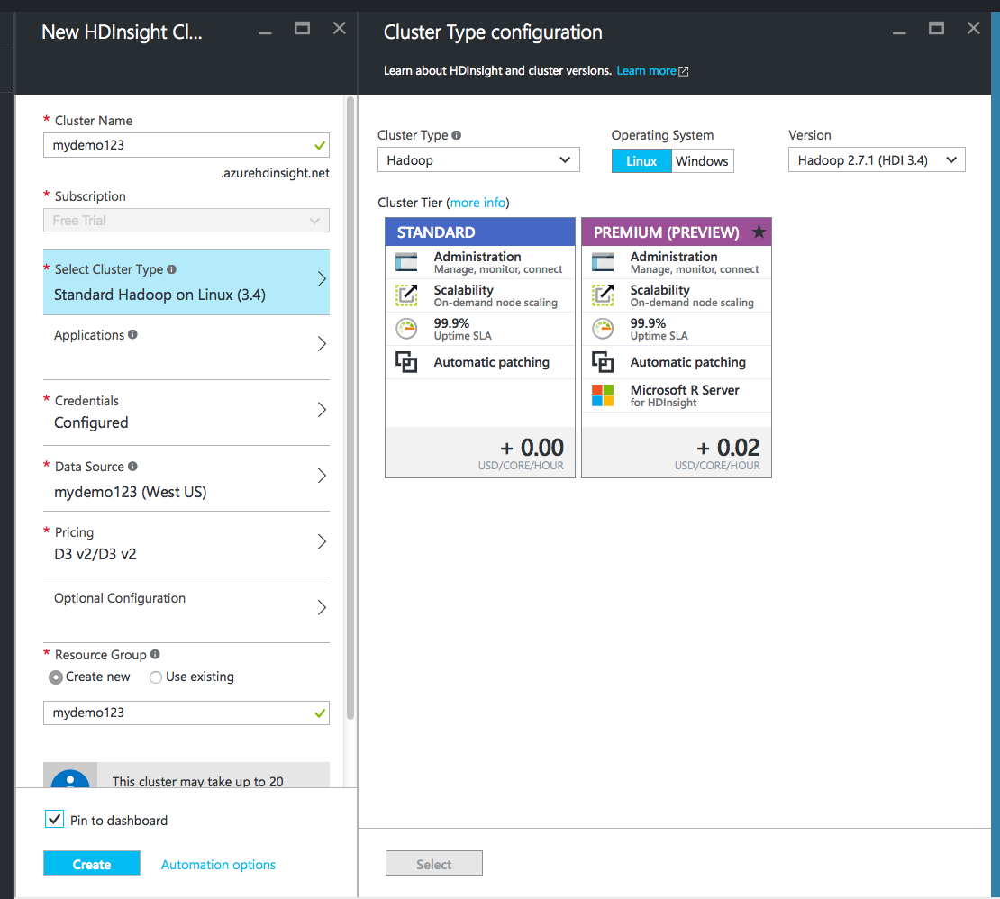 New HDInsight Cl...
* Cluster Name
mydemo123
.azurehdinsight.net
* Subscription
Free Trial
* Select Cluster Type
Standard Hadoop on Linux (3.4)
Applications
* Credentials
Configured
* Data Source
mydemo123 (West US)
* Pricing
D3 v2/D3 v2
Optional Configuration
* Resource Group
Create new Use existing
mydemo123
This cluster may take up to 20
Pin to dashboard
Create Automation options
Cluster Type configuration
Learn about HDInsight and cluster versions. Learn more
Cluster Type Operating System Version
Hadoop Linux Windows Hadoop 2.7.1 (HDI 3.4)
Cluster Tier (more info)
STANDARD
Administration
Manage, monitor, connect
Scalability
On-demand node scaling
99.9%
Uptime SLA
Automatic patching
+ 0.00
USD/CORE/HOUR
PREMIUM (PREVIEW)
Administration
Manage, monitor, connect
Scalability
On-demand node scaling
99.9%
Uptime SLA
Automatic patching
Microsoft R Server
for HDInsight
+ 0.02
USD/CORE/HOUR
Select